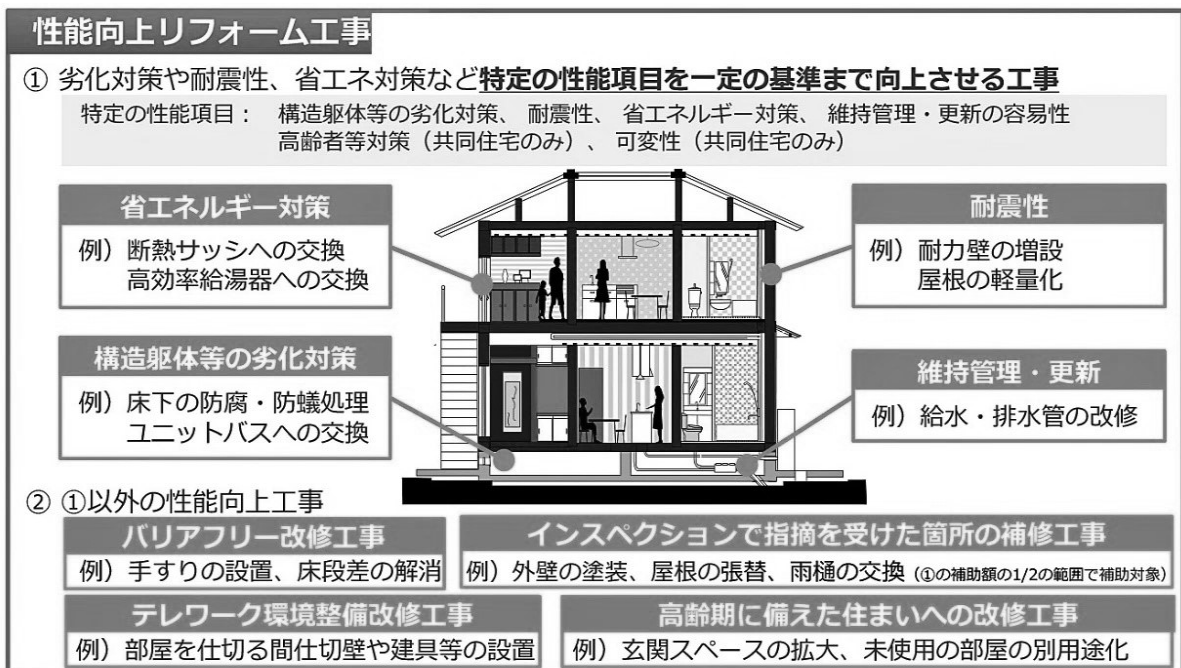 性能向上リフォーム工事
① 劣化対策や耐震性、省エネ対策など特定の性能項目を一定の基準まで向上させる工事
特定の性能項目： 構造躯体等の劣化対策、 耐震性、 省エネルギー対策、 維持管理・更新の容易性
高齢者等対策（共同住宅のみ）、 可変性（共同住宅のみ）
省エネルギー対策
例）断熱サッシへの交換
高効率給湯器への交換
耐震性
例）耐力壁の増設
屋根の軽量化
構造躯体等の劣化対策
例）床下の防腐・防蟻処理
ユニットバスへの交換
維持管理・更新
例）給水・排水管の改修
② ①以外の性能向上工事
バリアフリー改修工事
例）手すりの設置、床段差の解消
インスペクションで指摘を受けた箇所の補修工事
例）外壁の塗装、屋根の張替、雨樋の交換（①の補助額の1/2の範囲で補助対象）
テレワーク環境整備改修工事
例）部屋を仕切る間仕切壁や建具等の設置
高齢期に備えた住まいへの改修工事
例）玄関スペースの拡大、未使用の部屋の別用途化